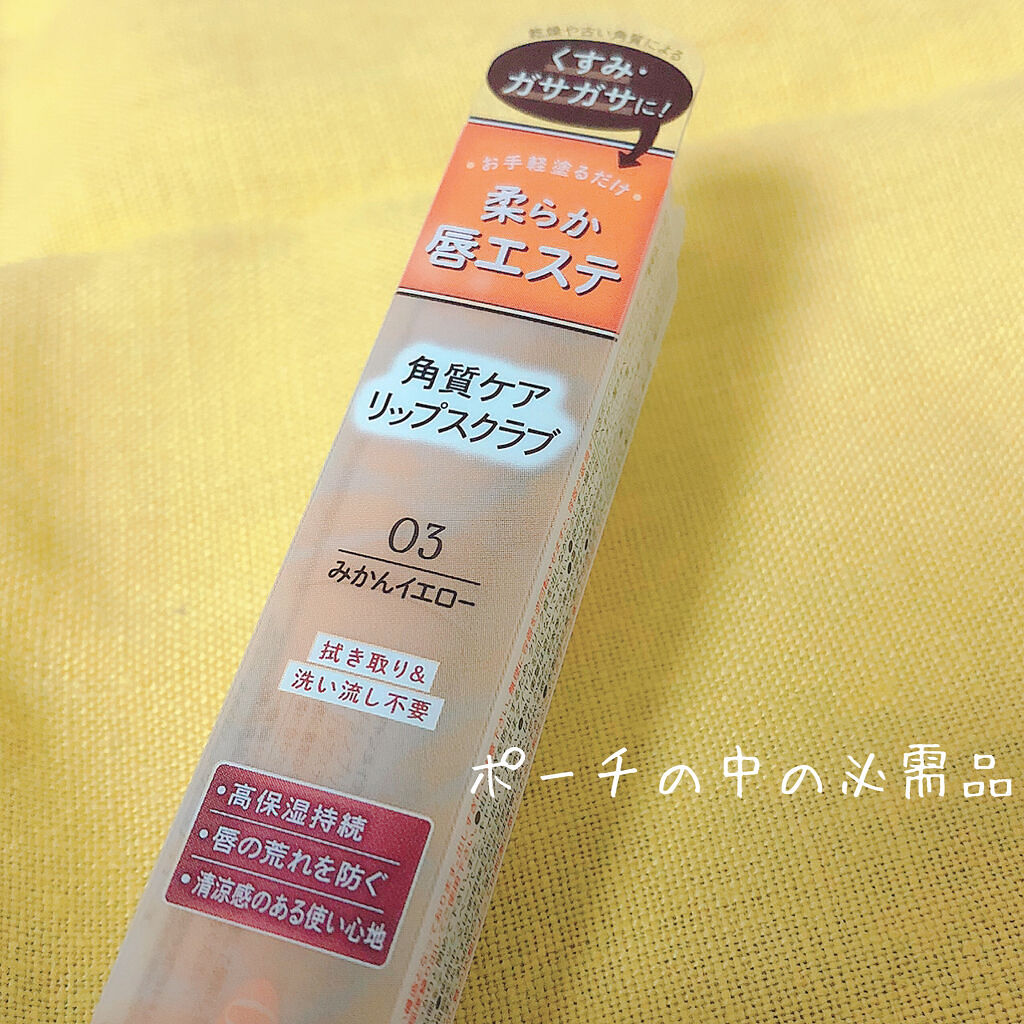 乾燥や古い角質による
くすみ・
ガサガサに!
・お手軽塗るだけ・
柔らか
唇エステ
角質ケア
リップスクラブ
03
みかんイエロー
拭き取り&
洗い流し不要
・高保湿持続
・唇の荒れを防ぐ
・清涼感のある使い心地
ポーチの中の必需品